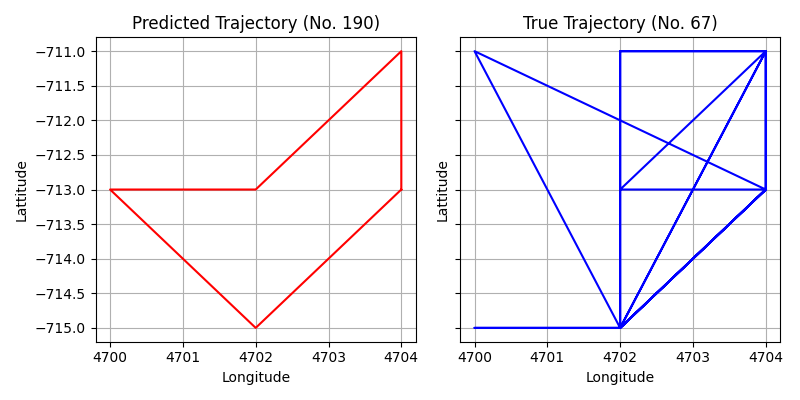 Predicted Trajectory (No. 190)
True Trajectory (No. 67)
Lattitude
−711.0
−711.5
−712.0
−712.5
−713.0
−713.5
−714.0
−714.5
−715.0
4700 4701 4702 4703 4704
Longitude
Lattitude
4700 4701 4702 4703 4704
Longitude